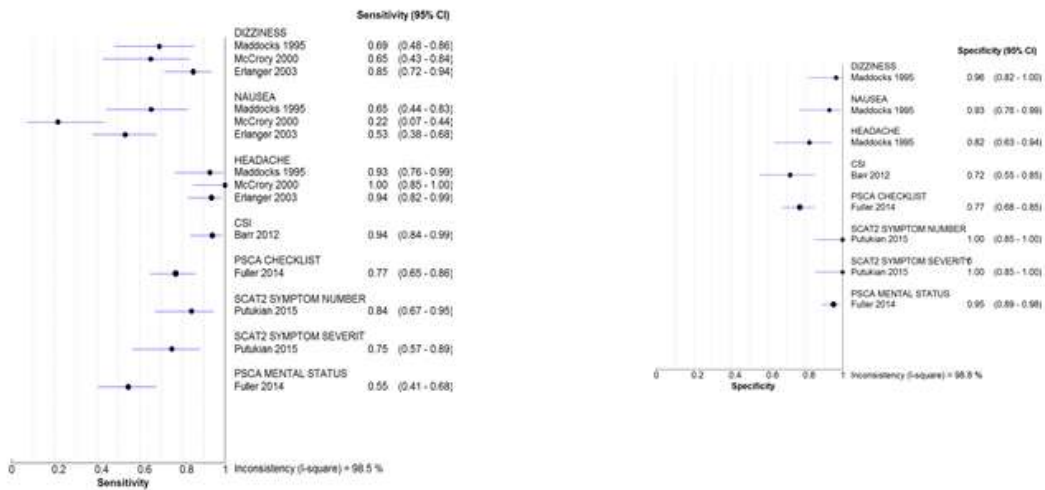 Sensitivity (95% CI)
DIZZINESS
Maddocks 1995 0.69 (0.48 - 0.86)
McCrory 2000 0.65 (0.43 - 0.84)
Erlanger 2003 0.85 (0.72 - 0.94)
NAUSEA
Maddocks 1995 0.65 (0.44 - 0.83)
McCrory 2000 0.22 (0.07 - 0.44)
Erlanger 2003 0.53 (0.38 - 0.68)
HEADACHE
Maddocks 1995 0.93 (0.76 - 0.99)
McCrory 2000 1.00 (0.85 - 1.00)
Erlanger 2003 0.94 (0.82 - 0.99)
CSI
Barr 2012 0.94 (0.84 - 0.99)
PSCA CHECKLIST
Fuller 2014 0.77 (0.65 - 0.86)
SCAT2 SYMPTOM NUMBER
Putukian 2015 0.84 (0.67 - 0.95)
SCAT2 SYMPTOM SEVERIT
Putukian 2015 0.75 (0.57 - 0.89)
PSCA MENTAL STATUS
Fuller 2014 0.55 (0.41 - 0.68)
0 0.2 0.4 0.6 0.8 1 Inconsistency (I-square) = 98.5 %
Sensitivity
Specificity (95% CI)
DIZZINESS
Maddocks 1995 0.96 (0.82 - 1.00)
NAUSEA
Maddocks 1995 0.93 (0.76 - 0.99)
HEADACHE
Maddocks 1995 0.82 (0.63 - 0.94)
CSI
Barr 2012 0.72 (0.55 - 0.85)
PSCA CHECKLIST
Fuller 2014 0.77 (0.68 - 0.85)
SCAT2 SYMPTOM NUMBER
Putukian 2015 1.00 (0.85 - 1.00)
SCAT2 SYMPTOM SEVERITY
Putukian 2015 1.00 (0.85 - 1.00)
PSCA MENTAL STATUS
Fuller 2014 0.95 (0.89 - 0.98)
0 0.2 0.4 0.6 0.8 1 Inconsistency (I-square) = 98.8 %
Specificity